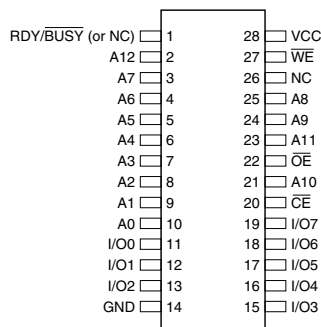 RDY/BUSY (or NC) 1 28 VCC
A12 2 27 WE
A7 3 26 NC
A6 4 25 A8
A5 5 24 A9
A4 6 23 A11
A3 7 22 OE
A2 8 21 A10
A1 9 20 CE
A0 10 19 I/O7
I/O0 11 18 I/O6
I/O1 12 17 I/O5
I/O2 13 16 I/O4
GND 14 15 I/O3